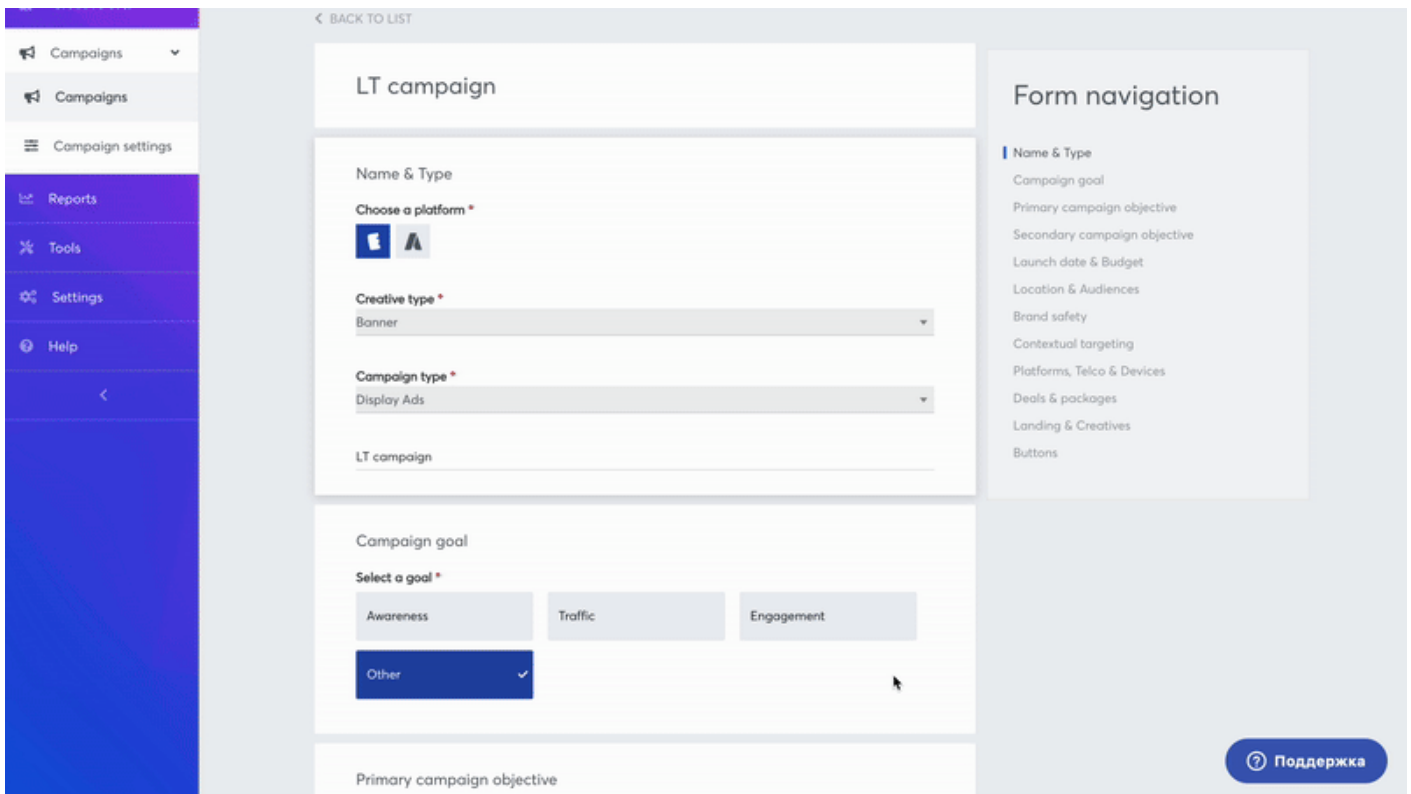 BACK TO LIST
Campaigns
Campaigns
Campaign settings
Reports
Tools
Settings
Help
LT campaign
Name & Type
Choose a platform *
Creative type *
Banner
Campaign type *
Display Ads
LT campaign
Campaign goal
Select a goal *
Awareness
Traffic
Engagement
Other
Primary campaign objective
Form navigation
Name & Type
Campaign goal
Primary campaign objective
Secondary campaign objective
Launch date & Budget
Location & Audiences
Brand safety
Contextual targeting
Platforms, Telco & Devices
Deals & packages
Landing & Creatives
Buttons
Поддержка